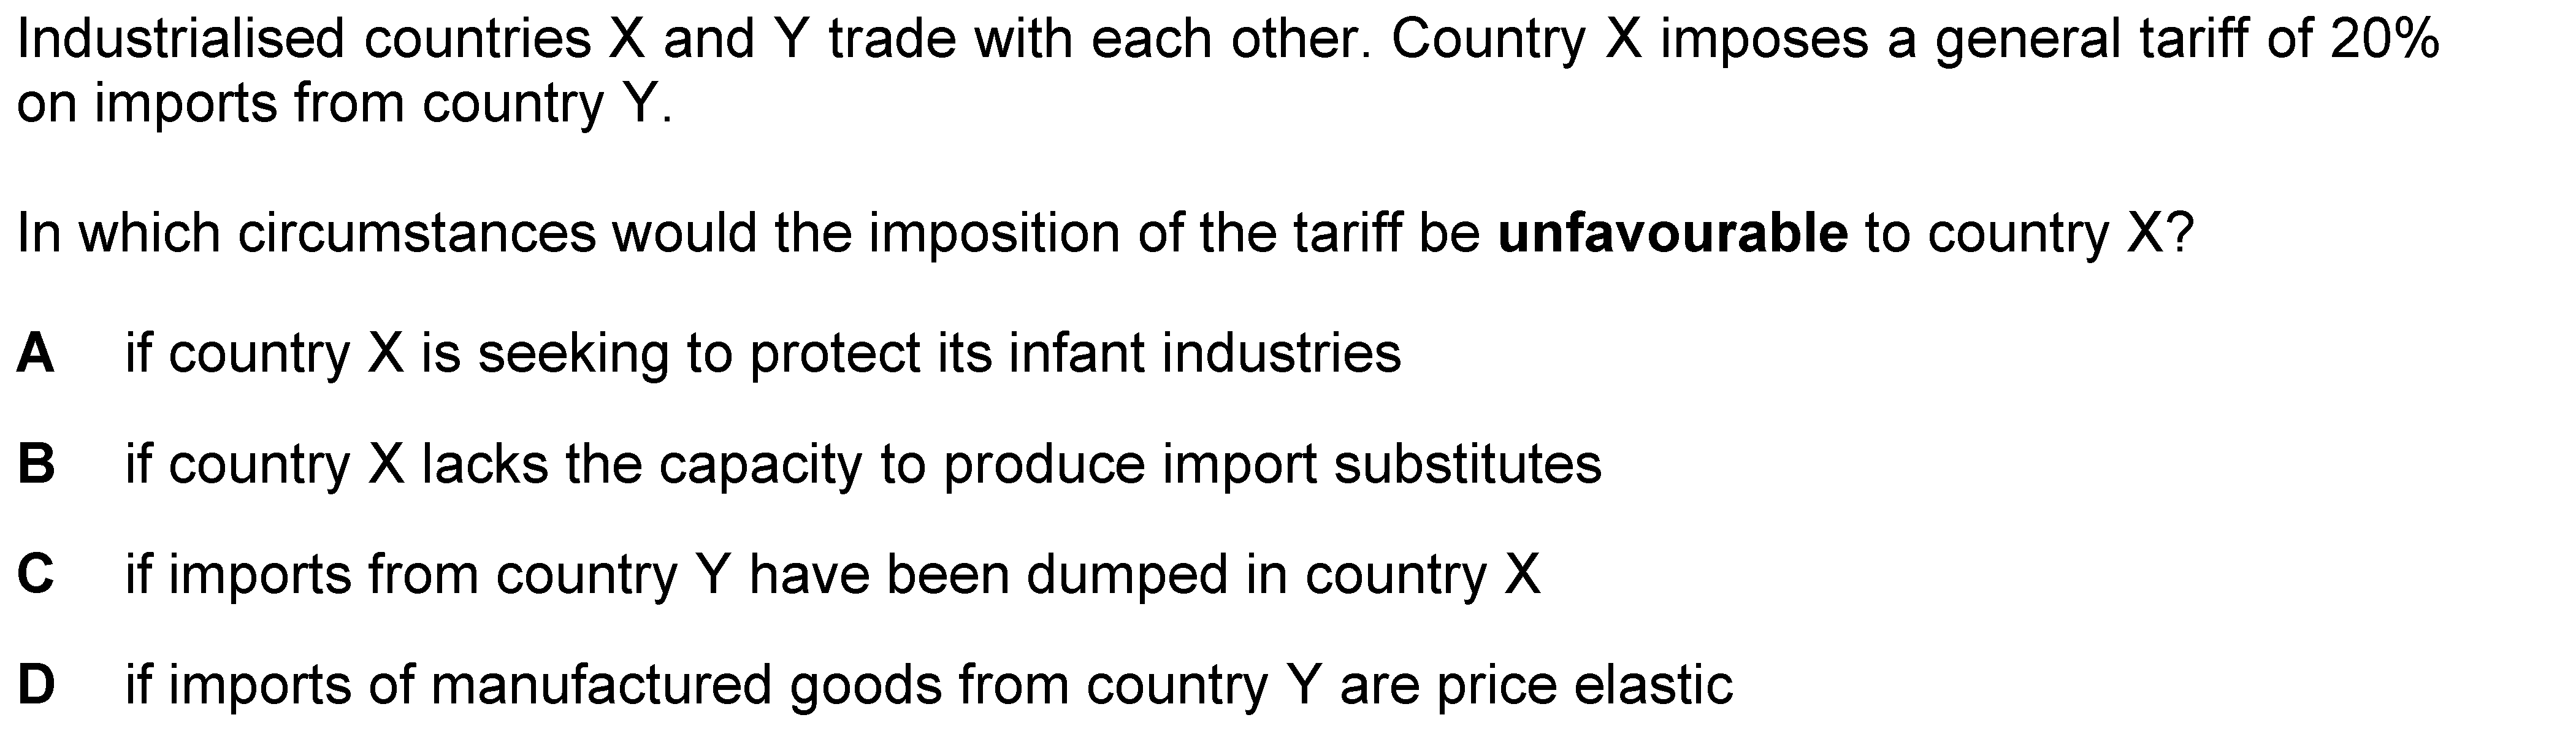 Industrialised countries X and Y trade with each other. Country X imposes a general tariff of 20%
on imports from country Y.
In which circumstances would the imposition of the tariff be unfavourable to country X?
A if country X is seeking to protect its infant industries
B if country X lacks the capacity to produce import substitutes
C if imports from country Y have been dumped in country X
D if imports of manufactured goods from country Y are price elastic